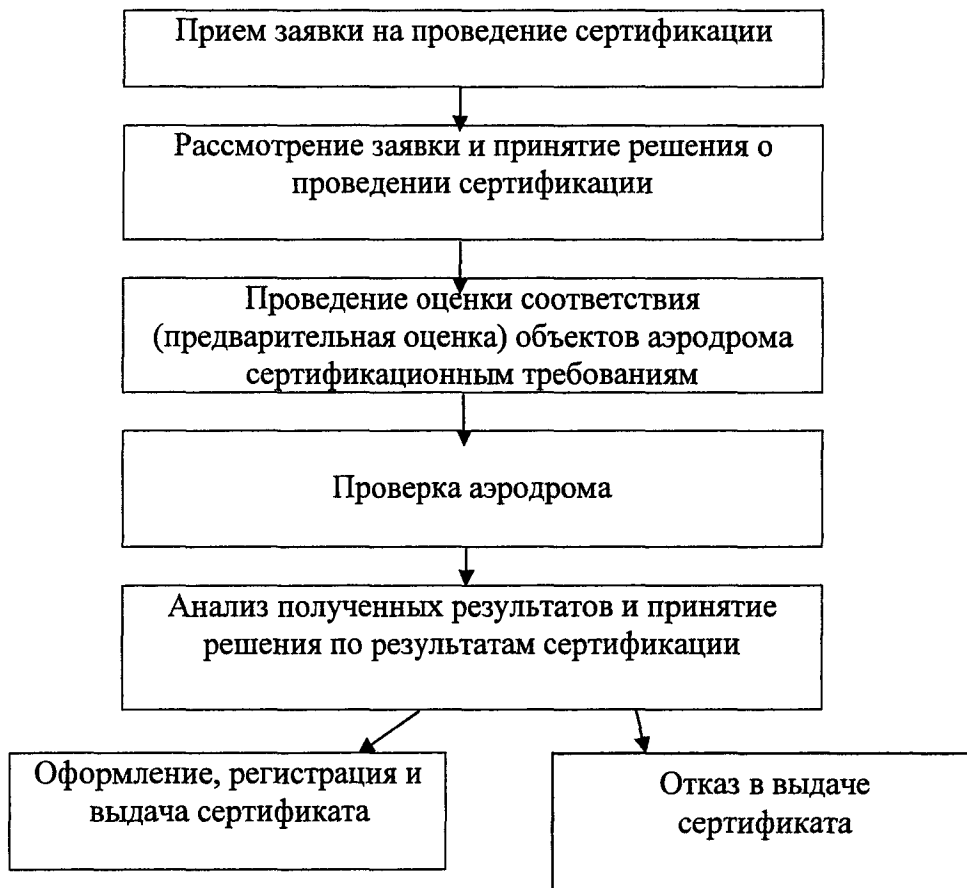 Прием заявки на проведение сертификации
Рассмотрение заявки и принятие решения о
проведении сертификации
Проведение оценки соответствия
(предварительная оценка) объектов аэродрома
сертификационным требованиям
Проверка аэродрома
Анализ полученных результатов и принятие
решения по результатам сертификации
Оформление, регистрация и
выдача сертификата
Отказ в выдаче
сертификата